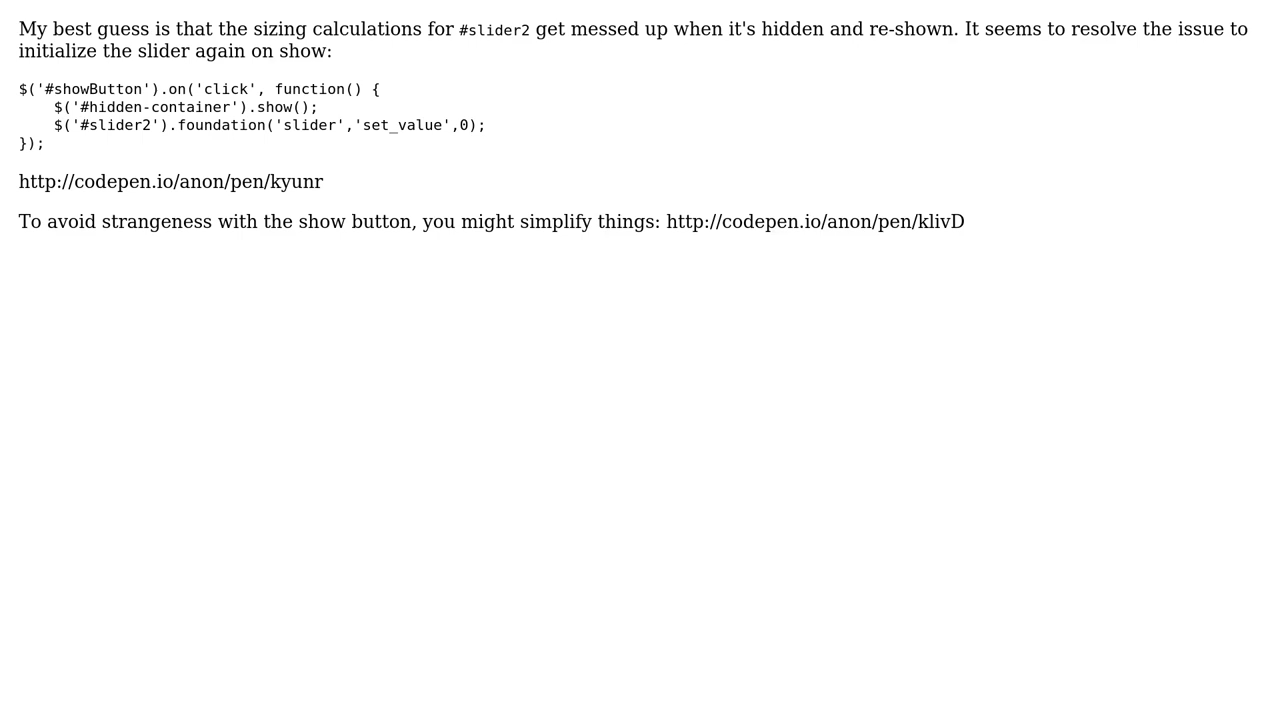 My best guess is that the sizing calculations for #slider2 get messed up when it's hidden and re-shown. It seems to resolve the issue to
initialize the slider again on show:
$('#showButton').on('click', function() {
    $('#hidden-container').show();
    $('#slider2').foundation('slider','set_value',0);
});
http://codepen.io/anon/pen/kyunr
To avoid strangeness with the show button, you might simplify things: http://codepen.io/anon/pen/klivD